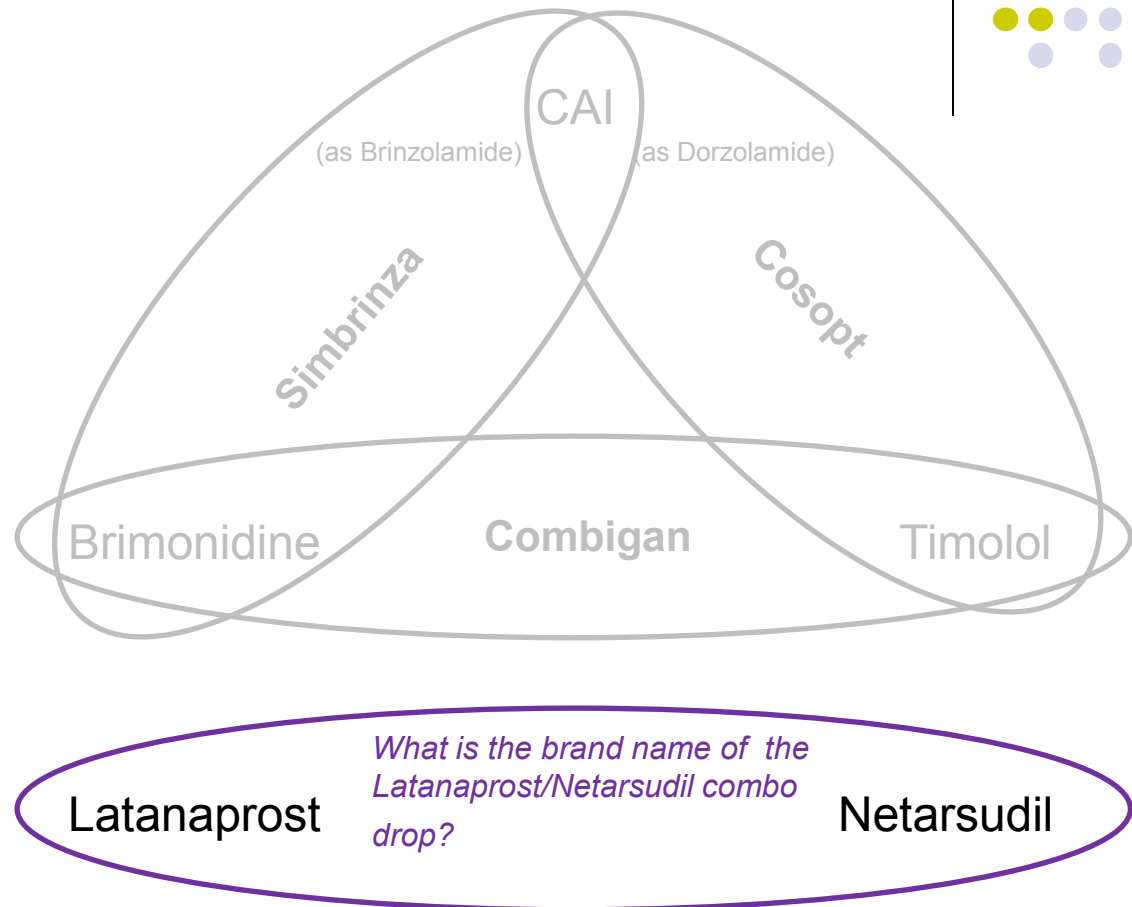 CAI
(as Brinzolamide)
(as Dorzolamide)
Simbrinza
Cosopt
Brimonidine
Combigan
Timolol
What is the brand name of the
Latanaprost/Netarsudil combo
drop?
Latanaprost
Netarsudil